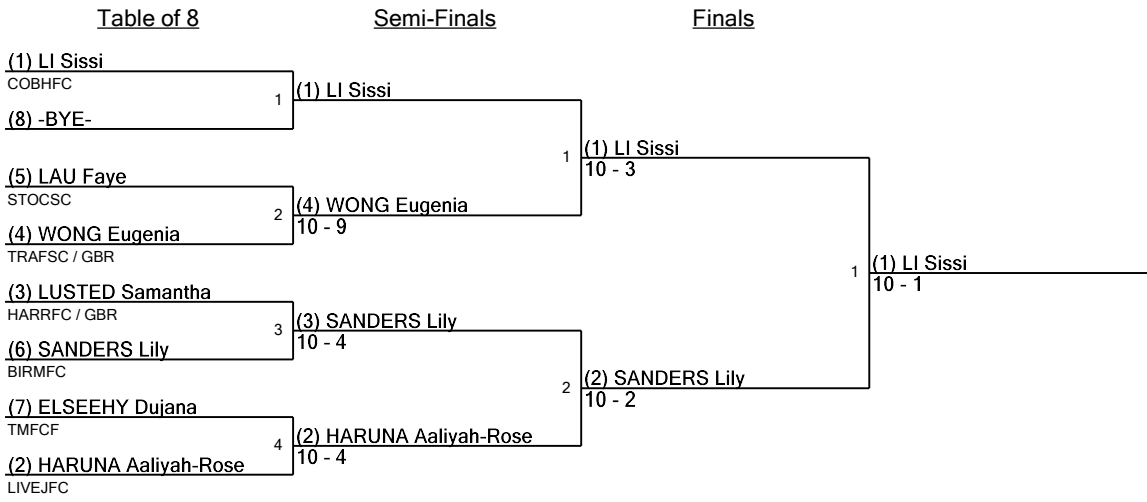 Table of 8
Semi-Finals
Finals
(1) LI Sissi
COBHFC
(8) -BYE-
(5) LAU Faye
STOCSC
(4) WONG Eugenia
TRAFSC / GBR
(3) LUSTED Samantha
HARRFC / GBR
(6) SANDERS Lily
BIRMFC
(7) ELSEEHY Dujana
TMFCF
(2) HARUNA Aaliyah-Rose
LIVEJFC
1
(1) LI Sissi
2
(4) WONG Eugenia
10 - 9
3
(3) SANDERS Lily
10 - 4
4
(2) HARUNA Aaliyah-Rose
10 - 4
1
(1) LI Sissi
10 - 3
2
(2) SANDERS Lily
10 - 2
1
(1) LI Sissi
10 - 1